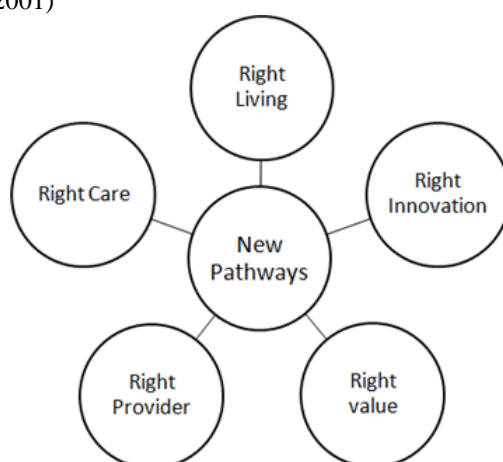 2001)
Right
Living
Right Care
Right
Innovation
New
Pathways
Right
Provider
Right
value